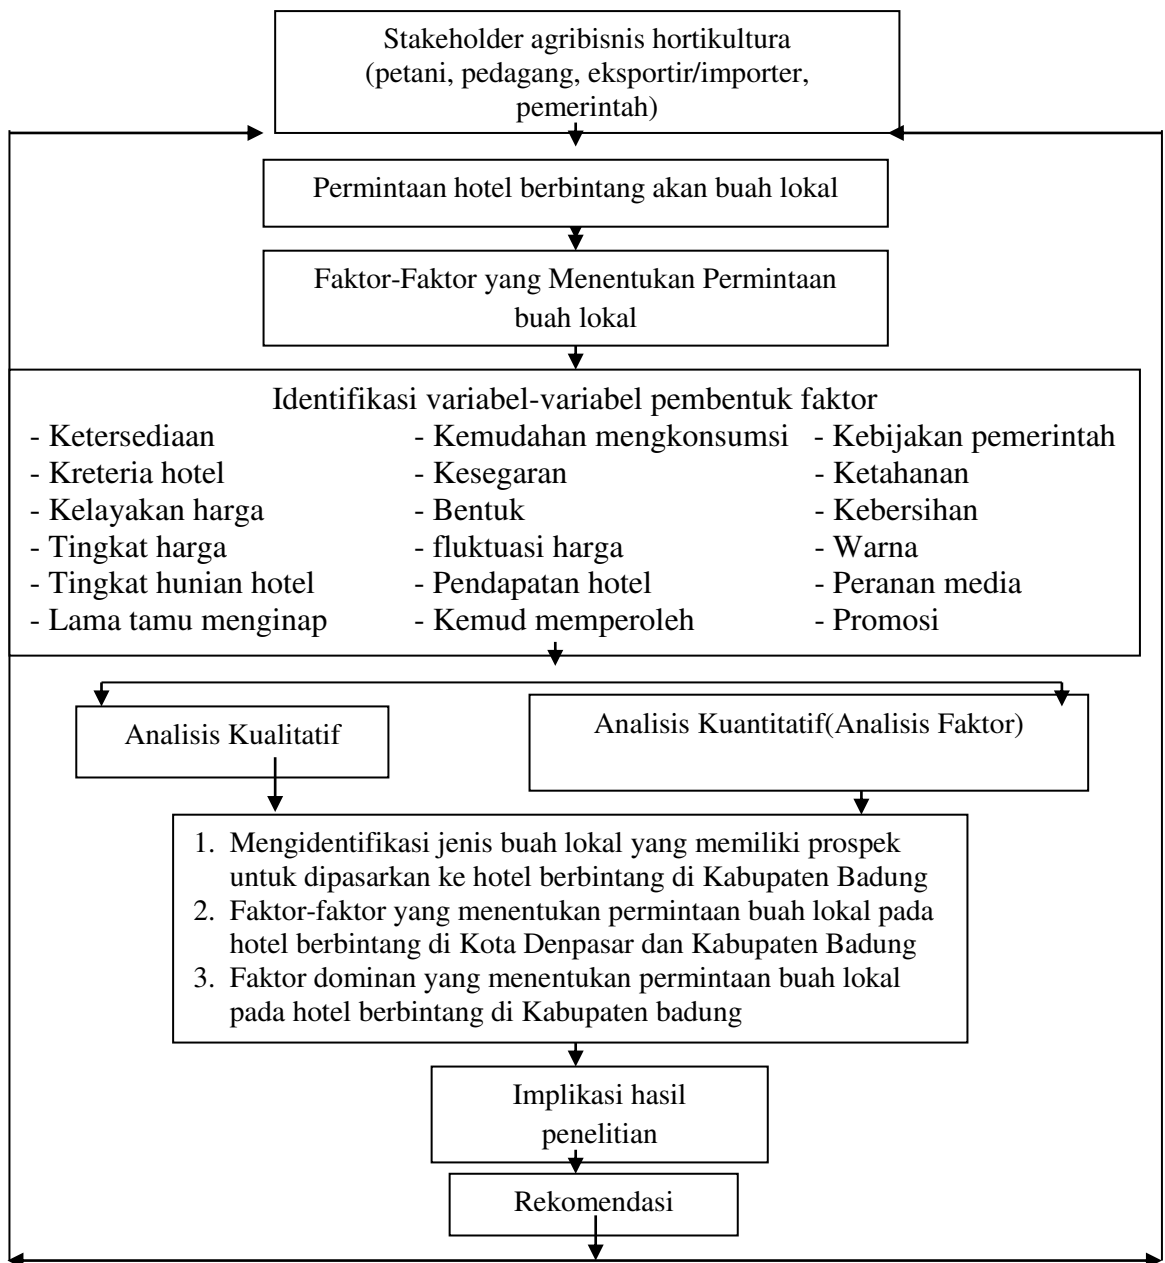 Stakeholder agribisnis hortikultura
(petani, pedagang, eksportir/importer,
pemerintah)
Permintaan hotel berbintang akan buah lokal
Faktor-Faktor yang Menentukan Permintaan
buah lokal
Identifikasi variabel-variabel pembentuk faktor
- Ketersediaan
- Kreteria hotel
- Kelayakan harga
- Tingkat harga
- Tingkat hunian hotel
- Lama tamu menginap
- Kemudahan mengkonsumsi
- Kesegaran
- Bentuk
- fluktuasi harga
- Pendapatan hotel
- Kemud memperoleh
- Kebijakan pemerintah
- Ketahanan
- Kebersihan
- Warna
- Peranan media
- Promosi
Analisis Kualitatif
Analisis Kuantitatif(Analisis Faktor)
1. Mengidentifikasi jenis buah lokal yang memiliki prospek
untuk dipasarkan ke hotel berbintang di Kabupaten Badung
2. Faktor-faktor yang menentukan permintaan buah lokal pada
hotel berbintang di Kota Denpasar dan Kabupaten Badung
3. Faktor dominan yang menentukan permintaan buah lokal
pada hotel berbintang di Kabupaten badung
Implikasi hasil
penelitian
Rekomendasi